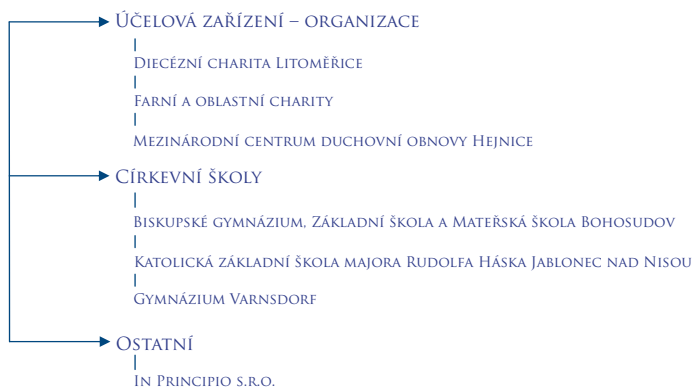 Účelová zařízení – organizace
Diecézní charita Litoměřice
Farní a oblastní charity
Mezinárodní centrum duchovní obnovy Hejnice
Církevní školy
Biskupské gymnázium, Základní škola a Mateřská škola Bohosudov
Katolická základní škola majora Rudolfa Háska Jablonec nad Nisou
Gymnázium Varnsdorf
Ostatní
In Principio s.r.o.